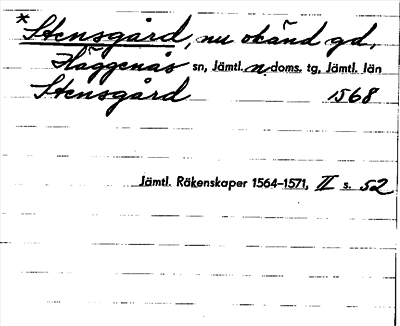 *Stensgård, nu okänd gd,
Häggenås sn, Jämtl. n. doms. tg, Jämtl. län
Stensgård 1568
Jämtl. Räkenskaper 1564–1571, II s. 52